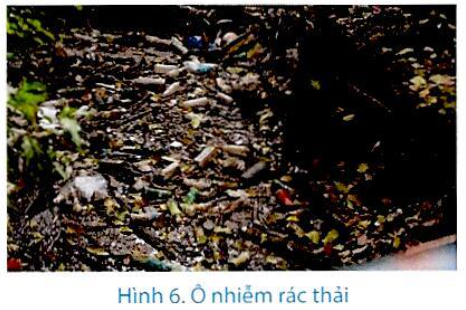 Hình 6. Ô nhiễm rác thải